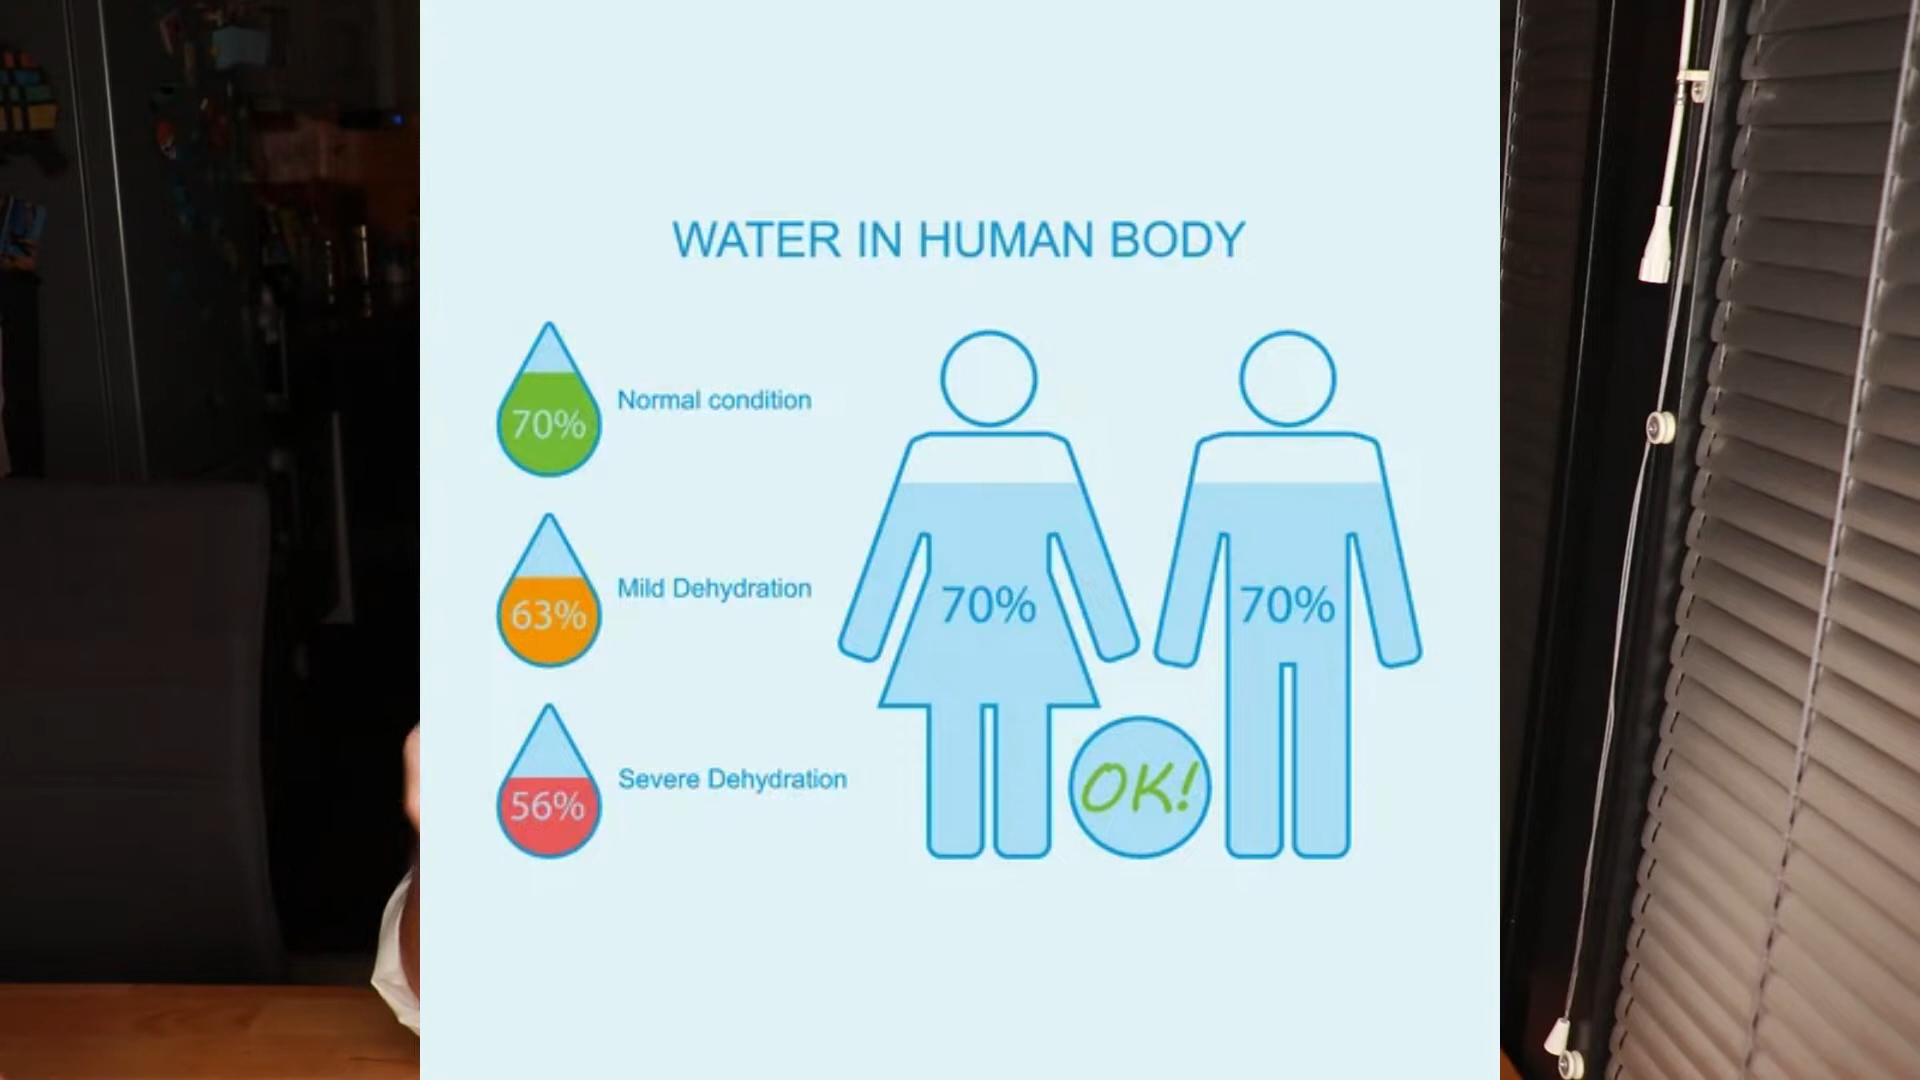 WATER IN HUMAN BODY
70%
Normal condition
63%
Mild Dehydration
56%
Severe Dehydration
70%
70%
OK!